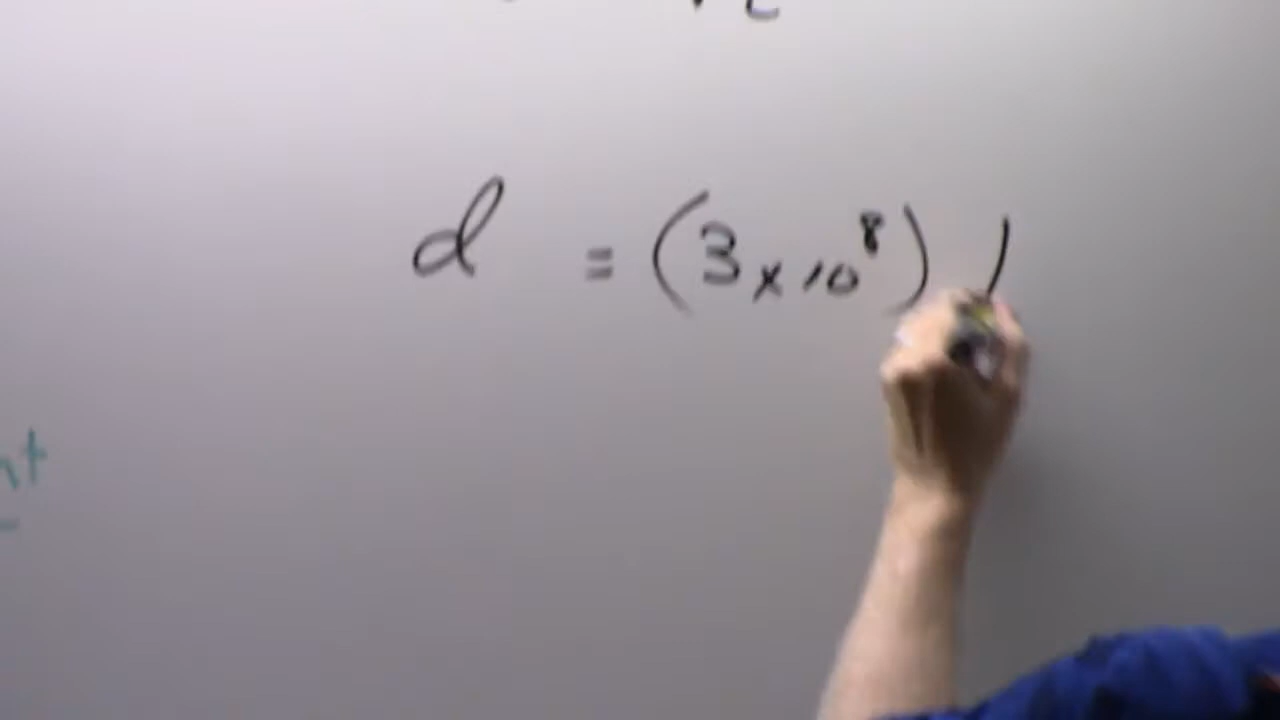 d = (3 x 10⁸) )